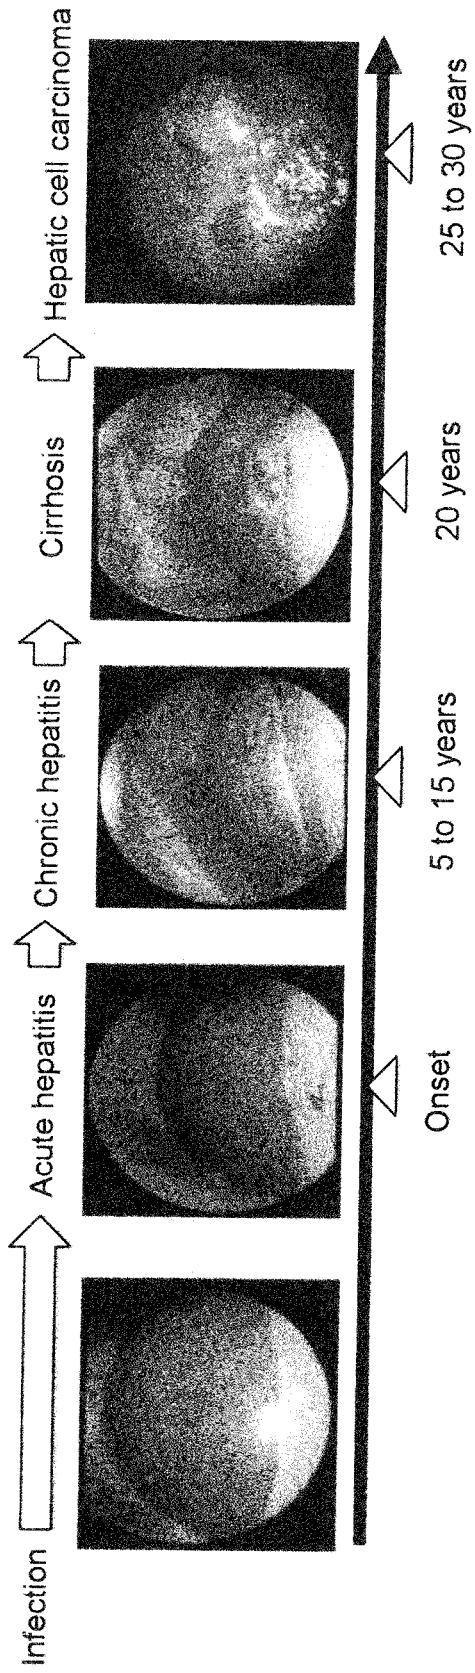 Infection
Acute hepatitis
Chronic hepatitis
Cirrhosis
Hepatic cell carcinoma
Onset
5 to 15 years
20 years
25 to 30 years